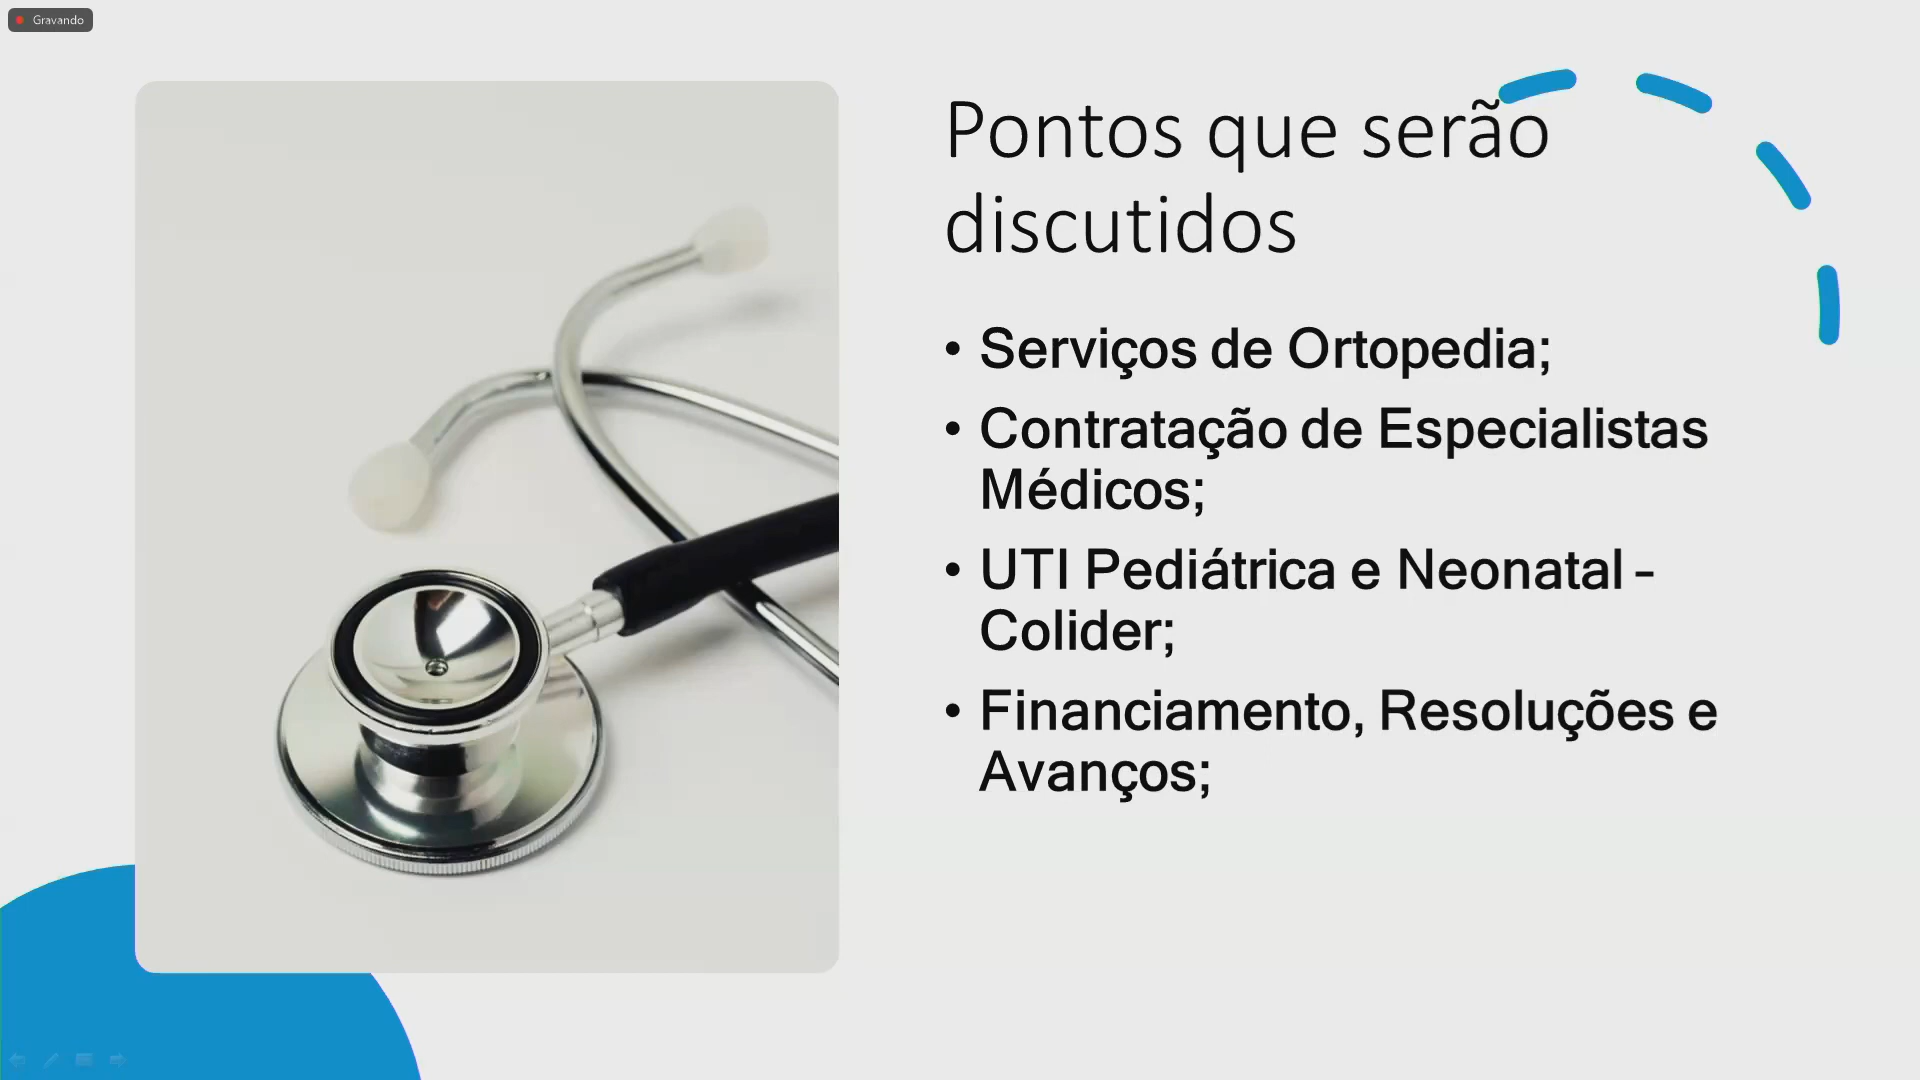 Gravando
Pontos que serão
discutidos
• Serviços de Ortopedia;
• Contratação de Especialistas
Médicos;
• UTI Pediátrica e Neonatal –
Colider;
• Financiamento, Resoluções e
Avanços;